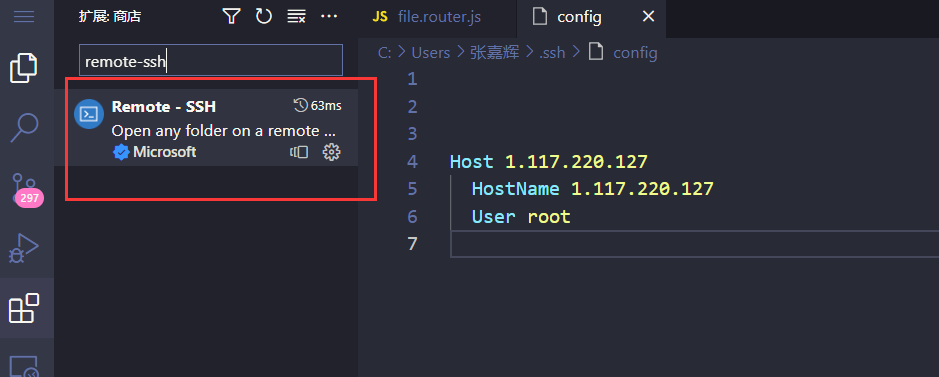 扩展: 商店
remote-ssh
Remote - SSH
63ms
Open any folder on a remote ...
Microsoft
297
JS file.router.js
config
C: > Users > 张嘉辉 > .ssh > config
1
2
3
4 Host 1.117.220.127
5 HostName 1.117.220.127
6 User root
7